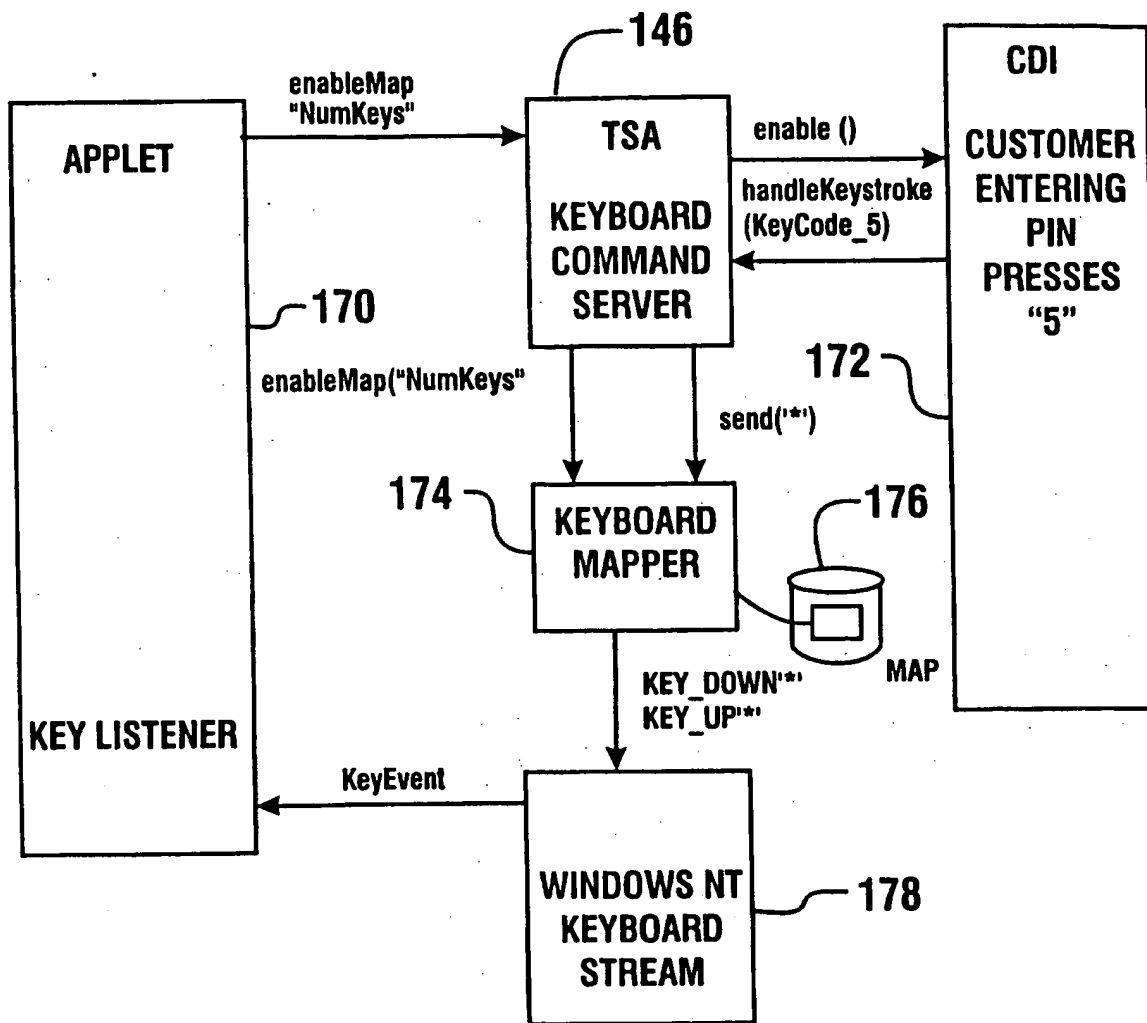 146
enableMap
"NumKeys"
APPLET
TSA
KEYBOARD
COMMAND
SERVER
enable ()
handleKeystroke
(KeyCode_5)
CDI
CUSTOMER
ENTERING
PIN
PRESSES
“5”
170
172
enableMap("NumKeys"
send('*')
174
KEYBOARD
MAPPER
176
MAP
KEY_DOWN'*'
KEY_UP'*'
KEY LISTENER
KeyEvent
WINDOWS NT
KEYBOARD
STREAM
178